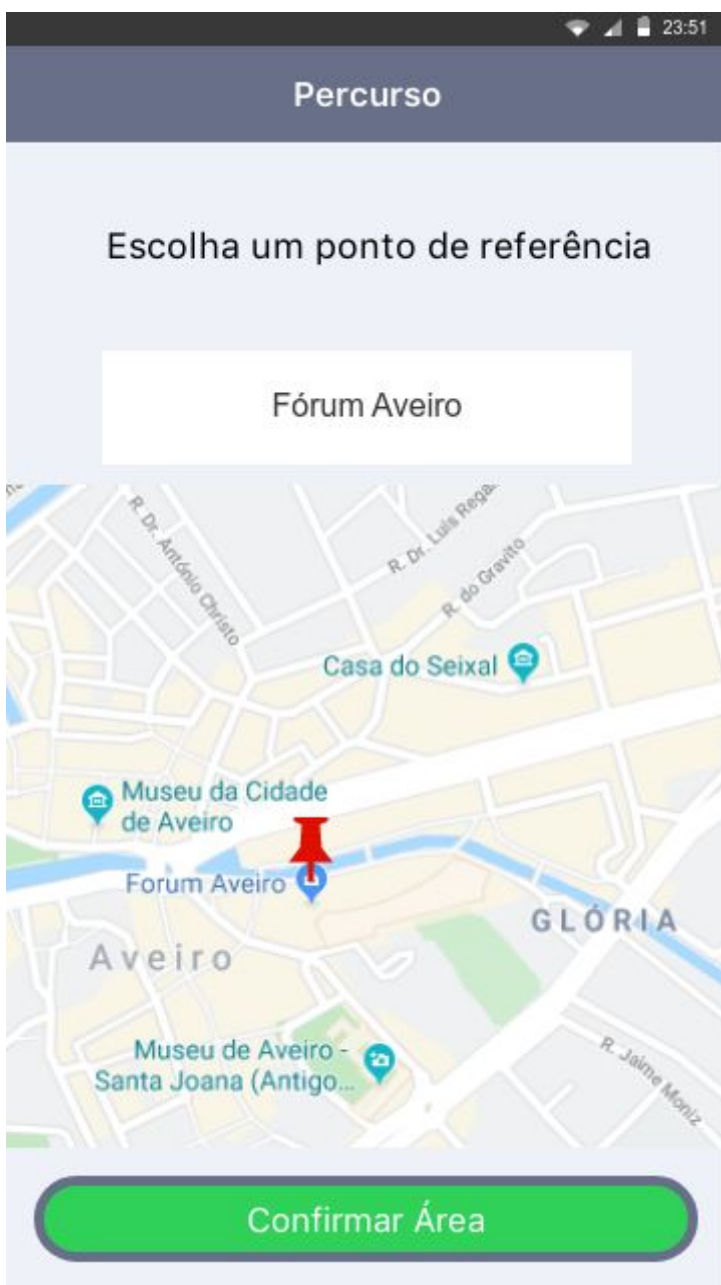 23:51
Percurso
Escolha um ponto de referência
Fórum Aveiro
R. Dr. António Christo
R. Dr. Luis Rega
R. do Gravito
Casa do Seixal
Museu da Cidade
de Aveiro
Forum Aveiro
GLÓRIA
Aveiro
Museu de Aveiro -
Santa Joana (Antigo...
R. Jaime Moniz
Confirmar Área